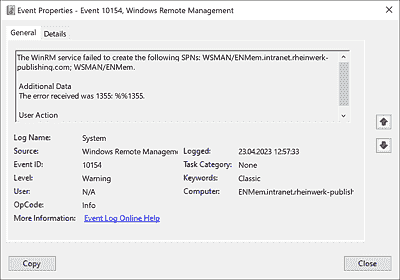 Event Properties - Event 10154, Windows Remote Management
General Details
The WinRM service failed to create the following SPNs: WSMAN/ENMem.intranet.rheinwerk-
publishing.com; WSMAN/ENMem.
Additional Data
The error received was 1355: %%1355.
User Action
Log Name: System
Source: Windows Remote Manageme Logged: 23.04.2023 12:57:33
Event ID: 10154 Task Category: None
Level: Warning Keywords: Classic
User: N/A Computer: ENMem.intranet.rheinwerk-publish
OpCode: Info
More Information: Event Log Online Help
Copy Close